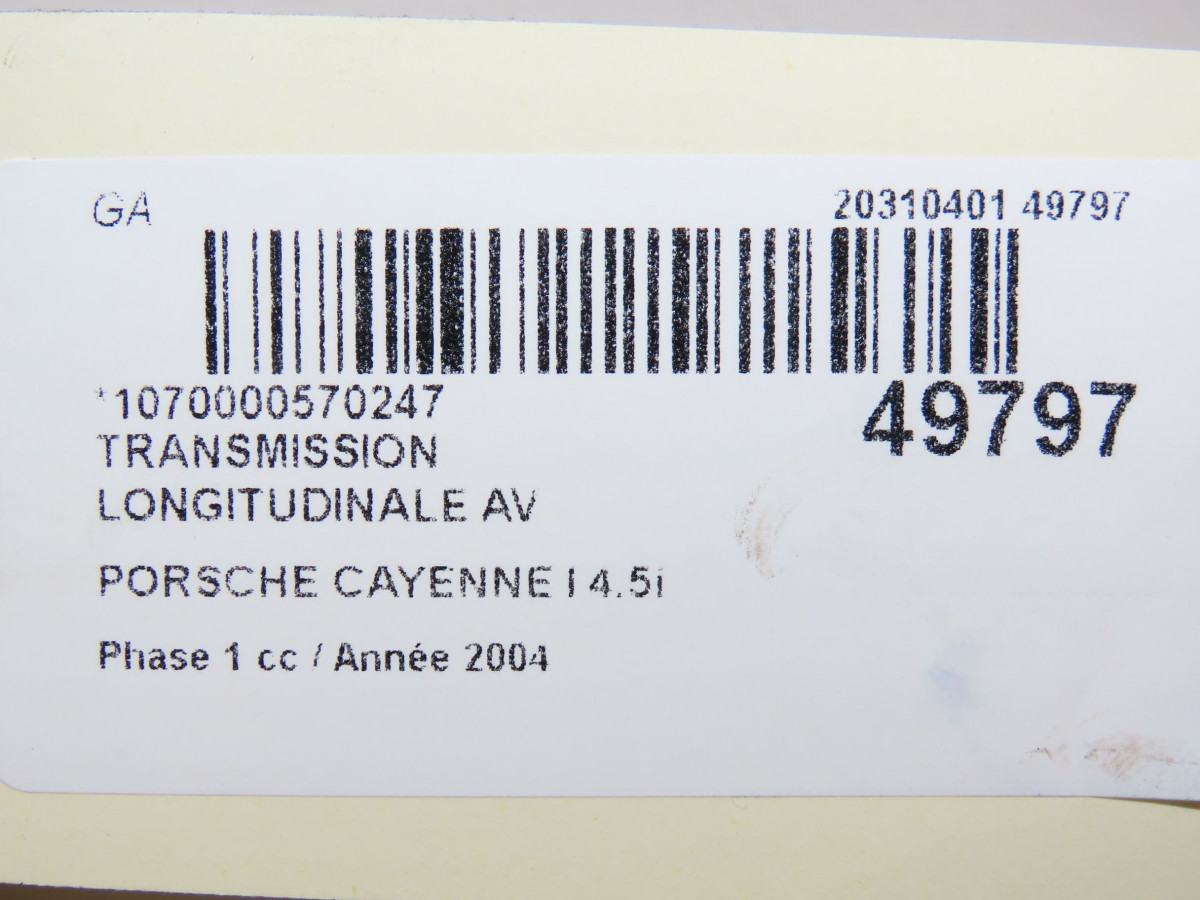 GA
20310401 49797
*1070000570247
49797
TRANSMISSION
LONGITUDINALE AV
PORSCHE CAYENNE I 4.5i
Phase 1 cc / Année 2004